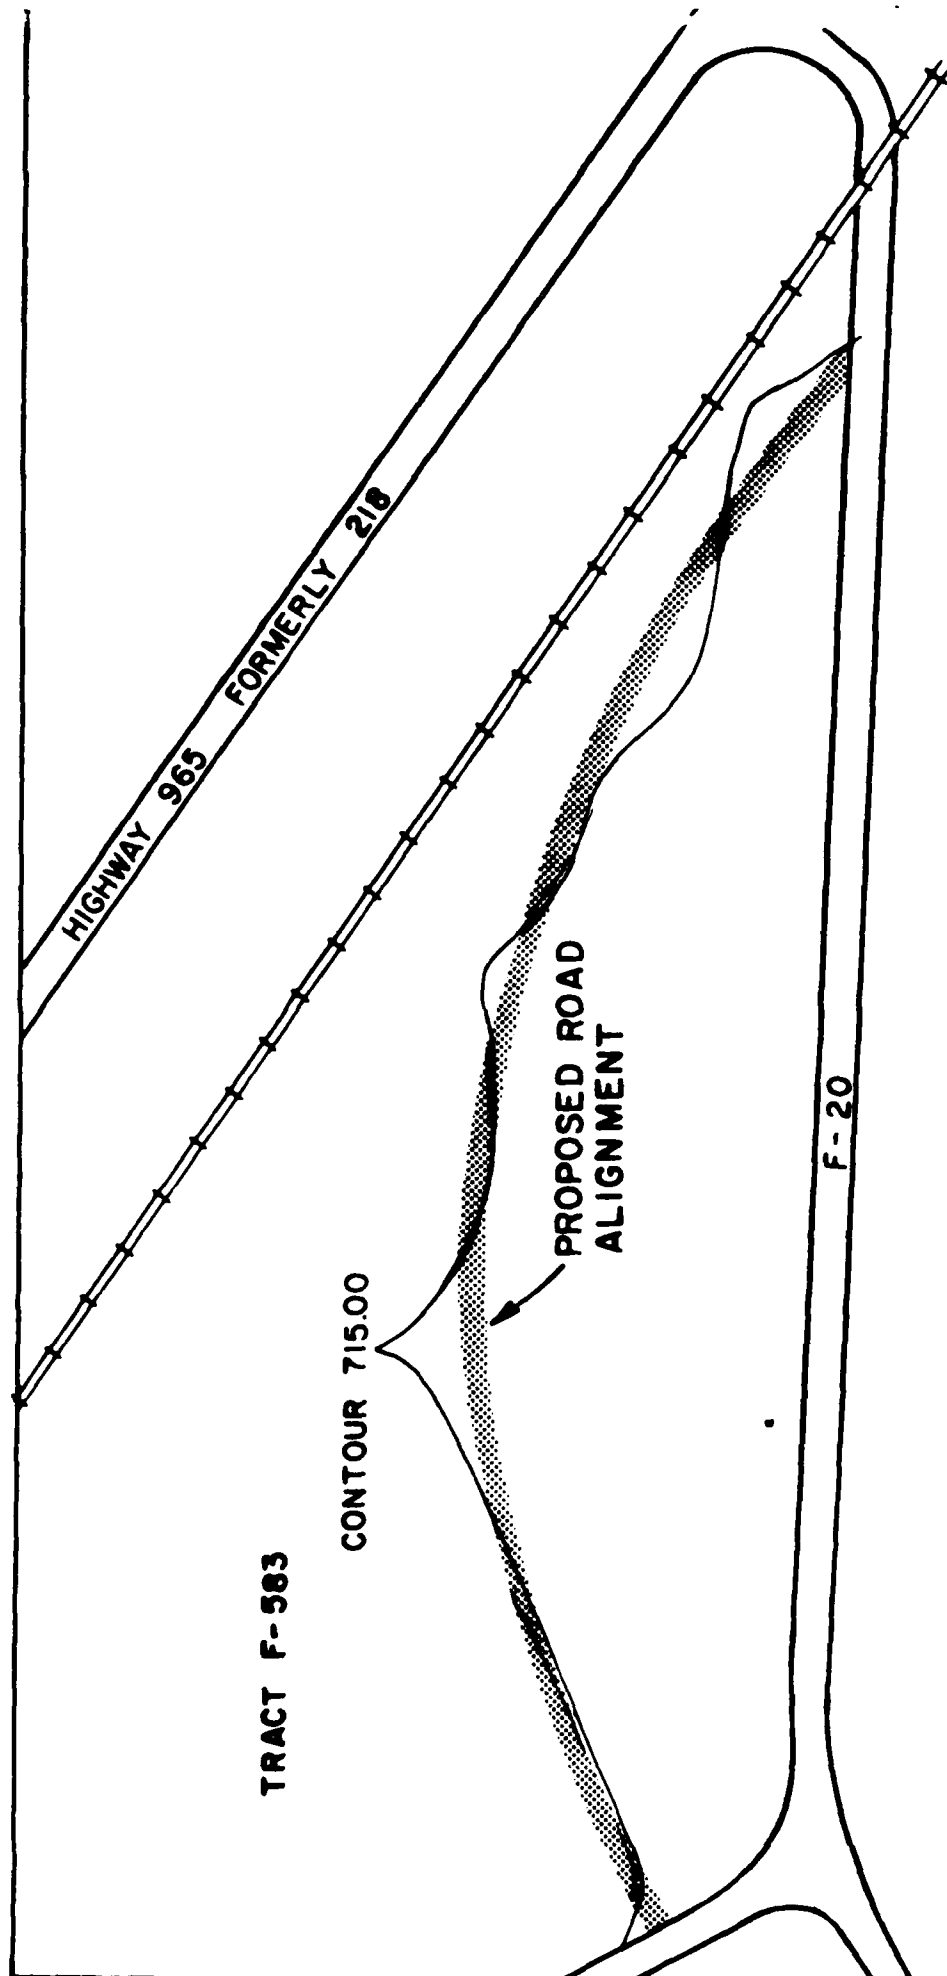 HIGHWAY 965 FORMERLY 218
TRACT F-583
CONTOUR 715.00
PROPOSED ROAD
ALIGNMENT
F-20